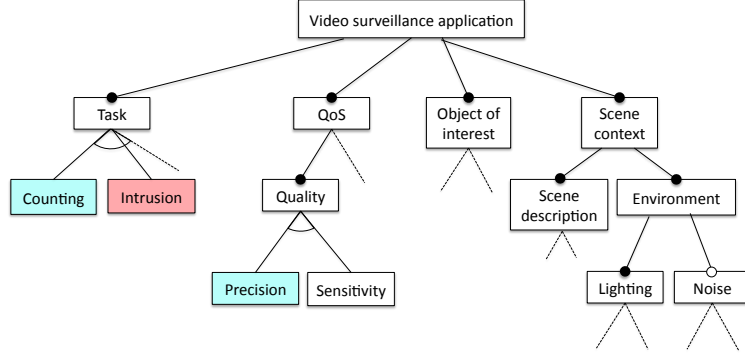 Video surveillance application
Task
QoS
Object of
interest
Scene
context
Counting
Intrusion
Quality
Scene
description
Environment
Precision
Sensitivity
Lighting
Noise